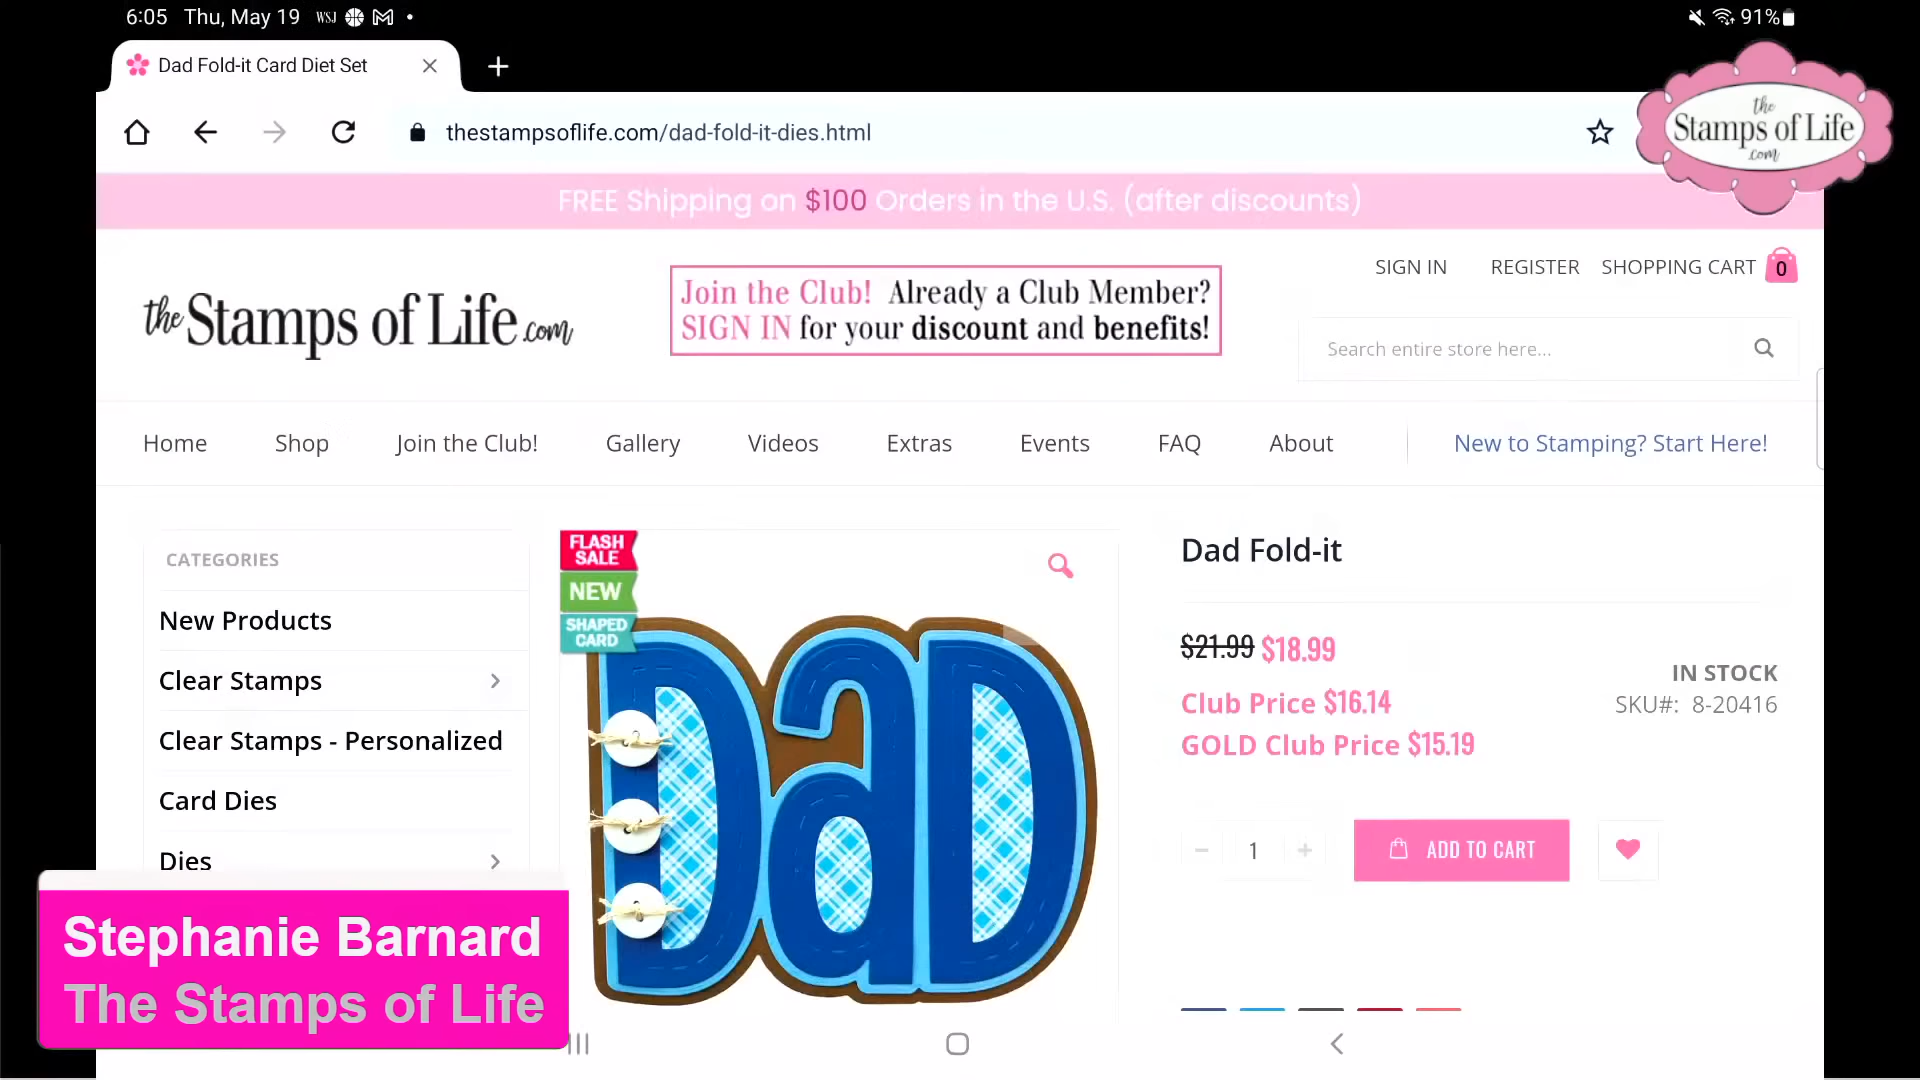 6:05 Thu, May 19 WSJ 91%
Dad Fold-it Card Diet Set
thestampsoflife.com/dad-fold-it-dies.html
the
Stamps of Life
.com
FREE Shipping on $100 Orders in the U.S. (after discounts)
SIGN IN REGISTER SHOPPING CART 0
the Stamps of Life.com
Join the Club! Already a Club Member?
SIGN IN for your discount and benefits!
Search entire store here...
Home Shop Join the Club! Gallery Videos Extras Events FAQ About New to Stamping? Start Here!
CATEGORIES
New Products
Clear Stamps
Clear Stamps - Personalized
Card Dies
Dies
FLASH
SALE
NEW
SHAPED
CARD
DaD
Dad Fold-it
$21.99 $18.99
Club Price $16.14
GOLD Club Price $15.19
IN STOCK
SKU#: 8-20416
- 1 + ADD TO CART
Stephanie Barnard
The Stamps of Life